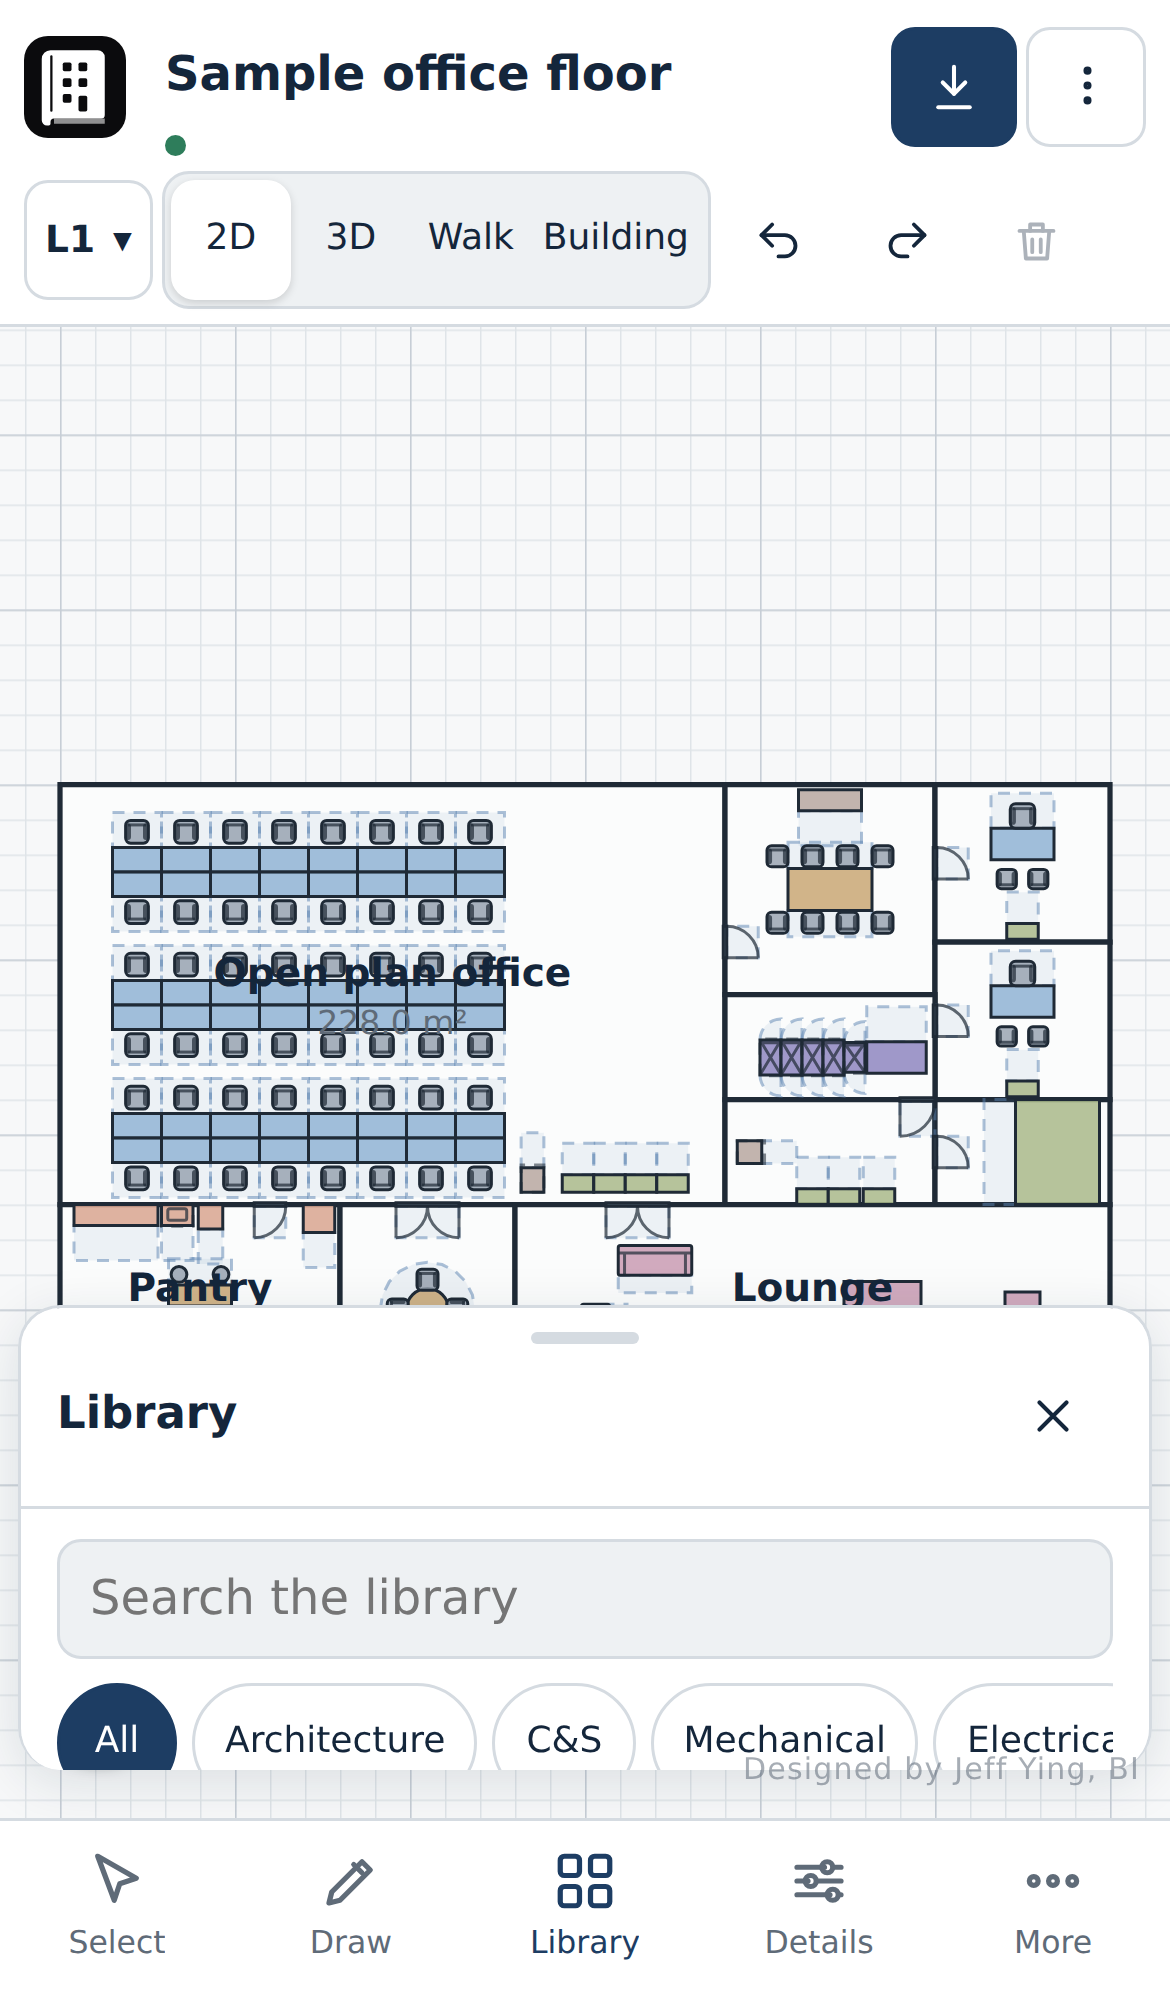 Sample office floor
L1 ▼
2D 3D Walk Building
Open plan office
228.0 m²
Pantry
Lounge
Library
Search the library
All Architecture C&S Mechanical Electrica
Designed by Jeff Ying, BI
Select Draw Library Details More